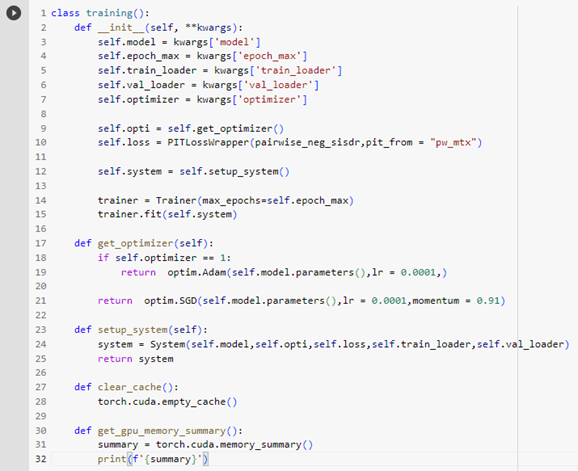 1 class training():
2     def __init__(self, **kwargs):
3         self.model = kwargs['model']
4         self.epoch_max = kwargs['epoch_max']
5         self.train_loader = kwargs['train_loader']
6         self.val_loader = kwargs['val_loader']
7         self.optimizer = kwargs['optimizer']
8
9         self.opti = self.get_optimizer()
10         self.loss = PITLossWrapper(pairwise_neg_sisdr,pit_from = "pw_mtx")
11
12         self.system = self.setup_system()
13
14         trainer = Trainer(max_epochs=self.epoch_max)
15         trainer.fit(self.system)
16
17     def get_optimizer(self):
18         if self.optimizer == 1:
19             return  optim.Adam(self.model.parameters(),lr = 0.0001,)
20
21         return  optim.SGD(self.model.parameters(),lr = 0.0001,momentum = 0.91)
22
23     def setup_system(self):
24         system = System(self.model,self.opti,self.loss,self.train_loader,self.val_loader)
25         return system
26
27     def clear_cache():
28         torch.cuda.empty_cache()
29
30     def get_gpu_memory_summary():
31         summary = torch.cuda.memory_summary()
32         print(f'{summary}')